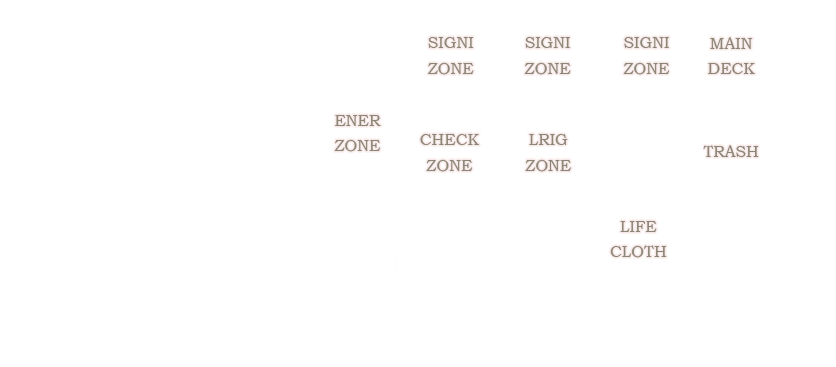 SIGNI
ZONE
SIGNI
ZONE
SIGNI
ZONE
MAIN
DECK
ENER
ZONE
CHECK
ZONE
LRIG
ZONE
TRASH
LIFE
CLOTH